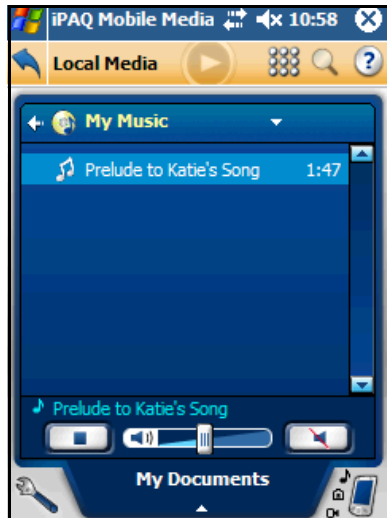 iPAQ Mobile Media 10:58
Local Media ?
My Music
Prelude to Katie's Song 1:47
Prelude to Katie's Song
My Documents